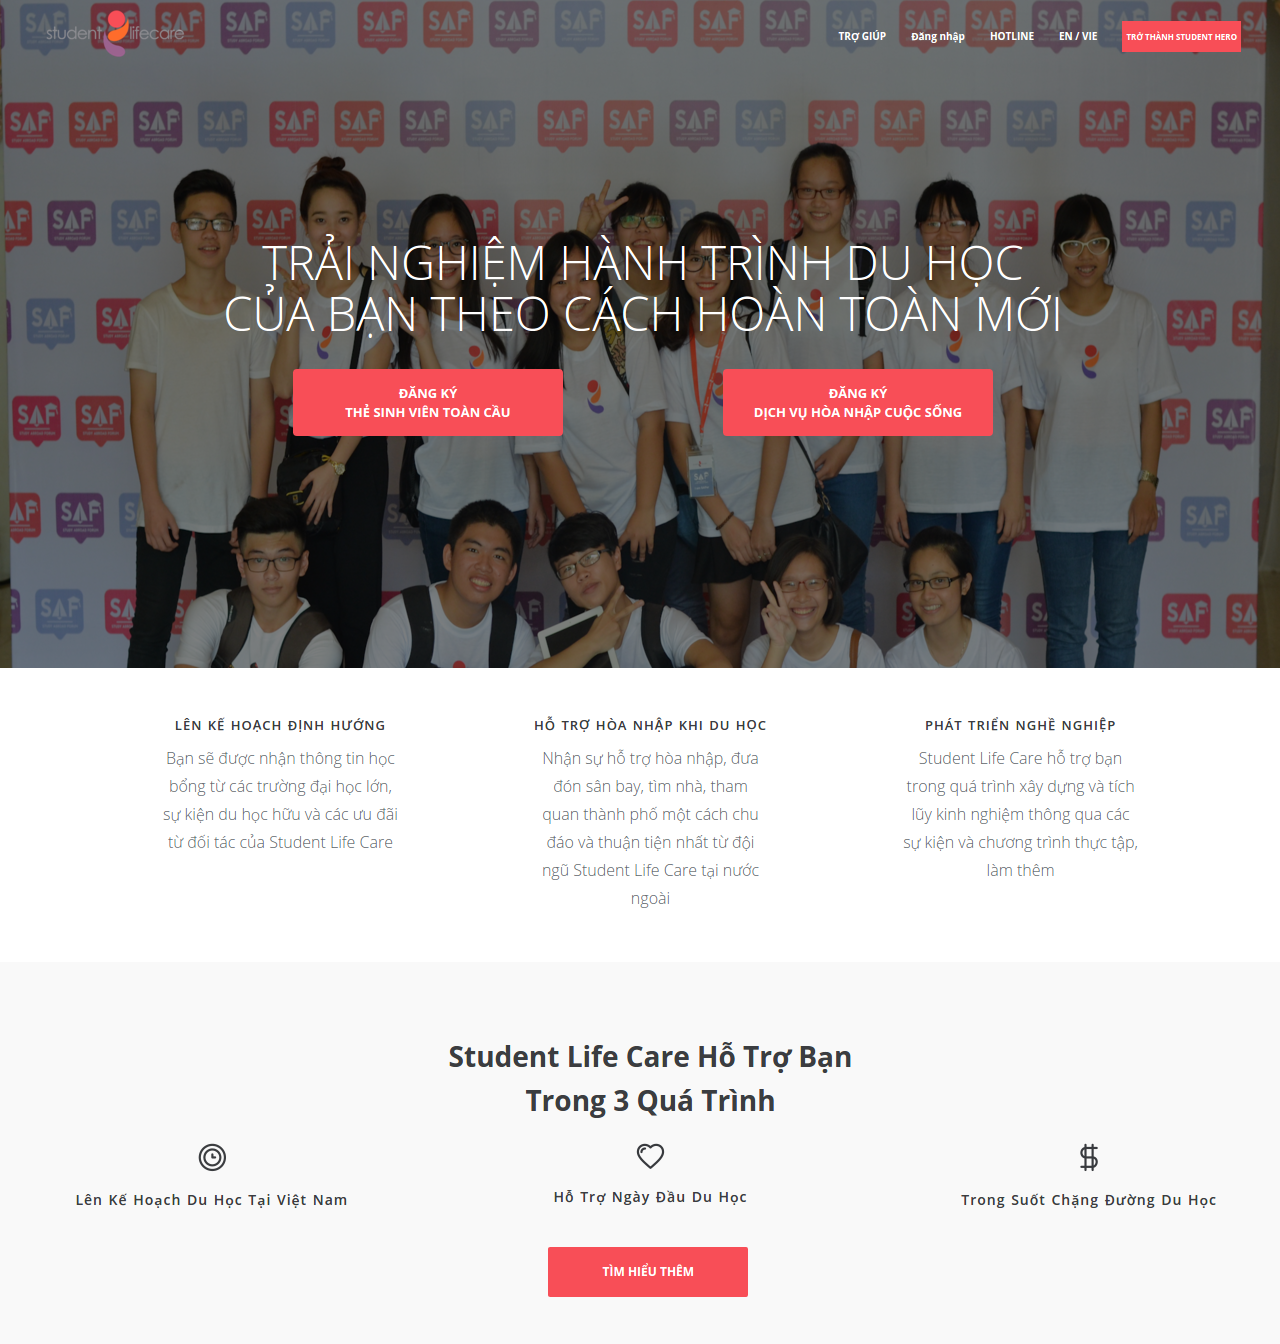 studentlifecare
TRỢ GIÚP
Đăng nhập
HOTLINE
EN / VIE
TRỞ THÀNH STUDENT HERO
TRẢI NGHIỆM HÀNH TRÌNH DU HỌC
CỦA BẠN THEO CÁCH HOÀN TOÀN MỚI
ĐĂNG KÝ
THẺ SINH VIÊN TOÀN CẦU
ĐĂNG KÝ
DỊCH VỤ HÒA NHẬP CUỘC SỐNG
LÊN KẾ HOẠCH ĐỊNH HƯỚNG
Bạn sẽ được nhận thông tin học
bổng từ các trường đại học lớn,
sự kiện du học hữu và các ưu đãi
từ đối tác của Student Life Care
HỖ TRỢ HÒA NHẬP KHI DU HỌC
Nhận sự hỗ trợ hòa nhập, đưa
đón sân bay, tìm nhà, tham
quan thành phố một cách chu
đáo và thuận tiện nhất từ đội
ngũ Student Life Care tại nước
ngoài
PHÁT TRIỂN NGHỀ NGHIỆP
Student Life Care hỗ trợ bạn
trong quá trình xây dựng và tích
lũy kinh nghiệm thông qua các
sự kiện và chương trình thực tập,
làm thêm
Student Life Care Hỗ Trợ Bạn
Trong 3 Quá Trình
Lên Kế Hoạch Du Học Tại Việt Nam
Hỗ Trợ Ngày Đầu Du Học
Trong Suốt Chặng Đường Du Học
TÌM HIỂU THÊM